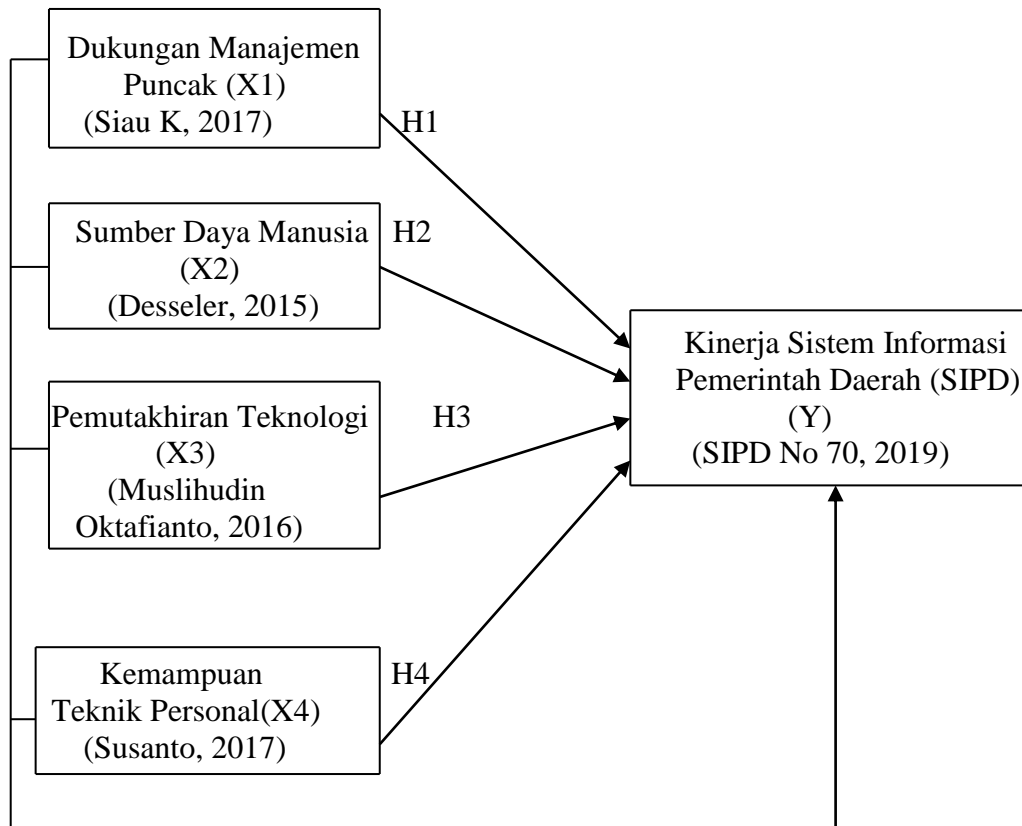 Dukungan Manajemen
Puncak (X1)
(Siau K, 2017)
H1
Sumber Daya Manusia
(X2)
(Desseler, 2015)
H2
Pemutakhiran Teknologi
(X3)
(Muslihudin
Oktafianto, 2016)
H3
Kemampuan
Teknik Personal(X4)
(Susanto, 2017)
H4
Kinerja Sistem Informasi
Pemerintah Daerah (SIPD)
(Y)
(SIPD No 70, 2019)